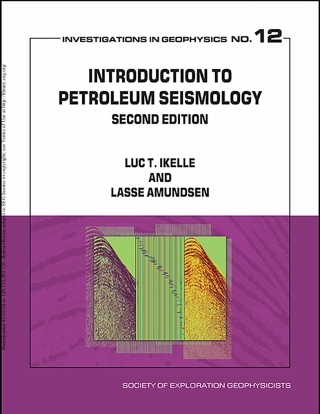 INVESTIGATIONS IN GEOPHYSICS NO. 12
INTRODUCTION TO
PETROLEUM SEISMOLOGY
SECOND EDITION
LUC T. IKELLE
AND
LASSE AMUNDSEN
SOCIETY OF EXPLORATION GEOPHYSICISTS